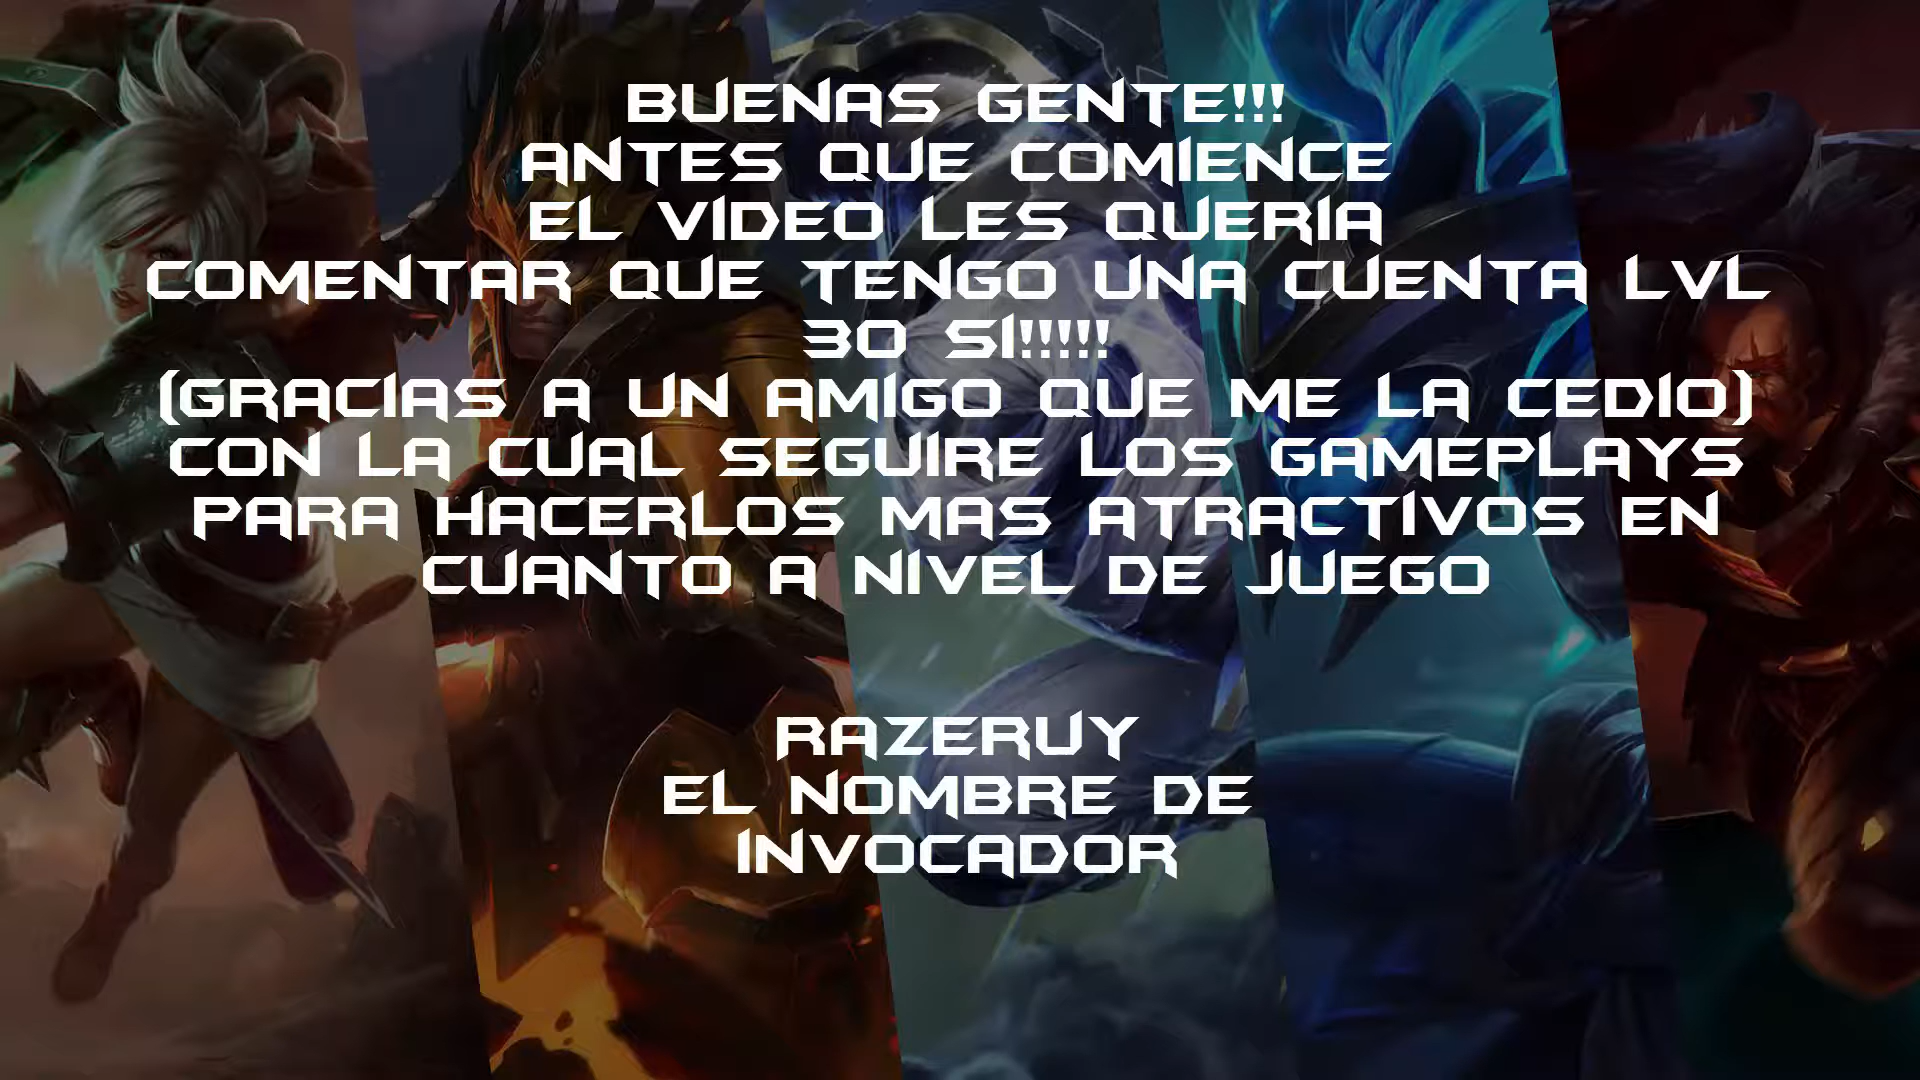 BUENAS GENTE!!!
ANTES QUE COMIENCE
EL VIDEO LES QUERIA
COMENTAR QUE TENGO UNA CUENTA LVL
30 SI!!!!!
(GRACIAS A UN AMIGO QUE ME LA CEDIO)
CON LA CUAL SEGUIRE LOS GAMEPLAYS
PARA HACERLOS MAS ATRACTIVOS EN
CUANTO A NIVEL DE JUEGO
RAZERUY
EL NOMBRE DE
INVOCADOR